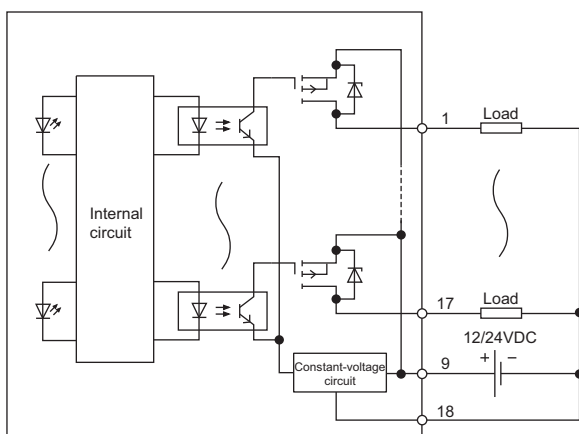 1
Load
Internal
circuit
17
Load
12/24VDC
+ −
Constant-voltage
circuit
9
18